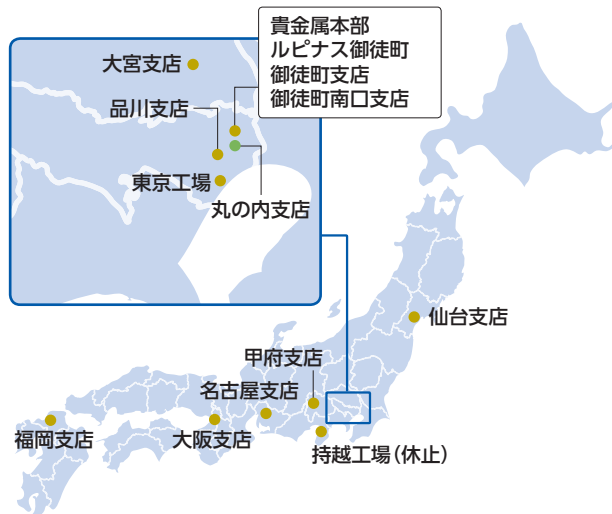 貴金属本部
ルピナス御徒町
御徒町支店
御徒町南口支店
大宮支店
品川支店
東京工場
丸の内支店
仙台支店
甲府支店
名古屋支店
福岡支店
大阪支店
持越工場（休止）